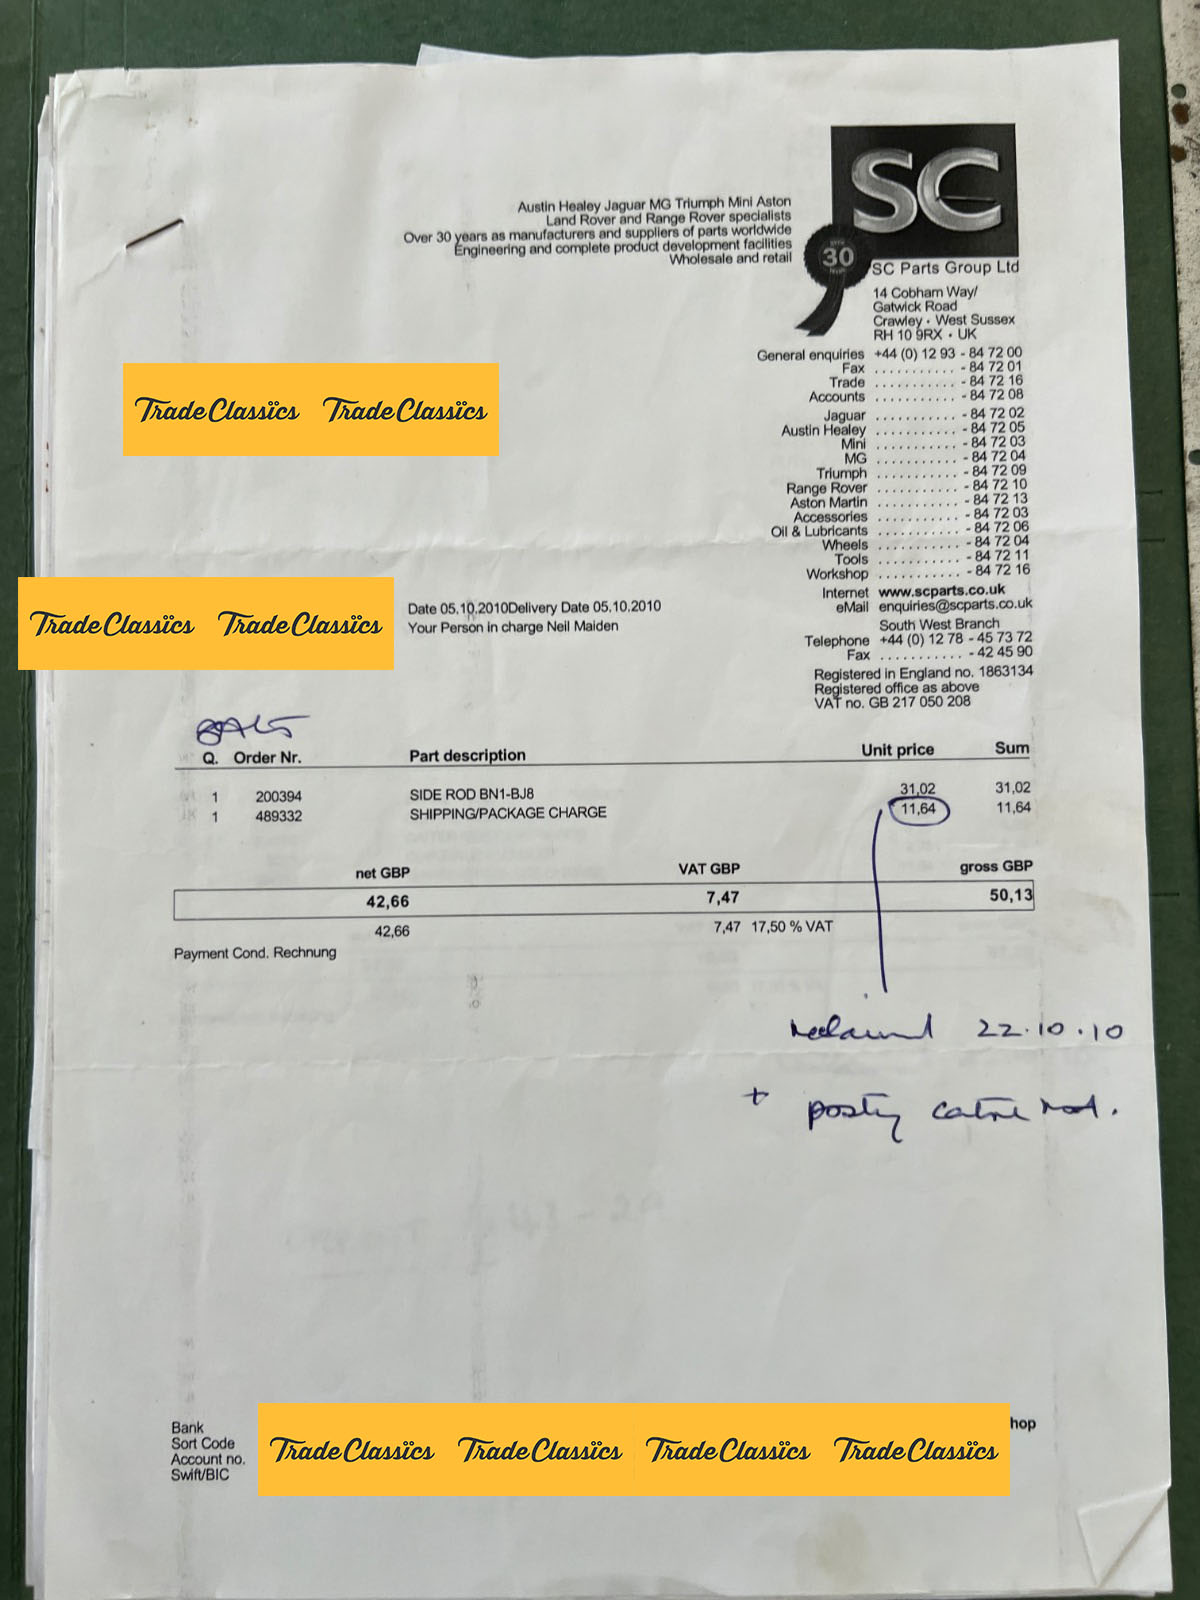 SC
30
Austin Healey Jaguar MG Triumph Mini Aston
Land Rover and Range Rover specialists
Over 30 years as manufacturers and suppliers of parts worldwide
Engineering and complete product development facilities
Wholesale and retail
SC Parts Group Ltd
14 Cobham Way/
Gatwick Road
Crawley · West Sussex
RH 10 9RX · UK
General enquiries +44 (0) 12 93 - 84 72 00
Fax ........... - 84 72 01
Trade ........... - 84 72 16
Accounts ........... - 84 72 08
Jaguar ........... - 84 72 02
Austin Healey ........... - 84 72 05
Mini ........... - 84 72 03
MG ........... - 84 72 04
Triumph ........... - 84 72 09
Range Rover ........... - 84 72 10
Aston Martin ........... - 84 72 13
Accessories ........... - 84 72 03
Oil & Lubricants ........... - 84 72 06
Wheels ........... - 84 72 04
Tools ........... - 84 72 11
Workshop ........... - 84 72 16
Internet www.scparts.co.uk
eMail enquiries@scparts.co.uk
South West Branch
Telephone +44 (0) 12 78 - 45 73 72
Fax ........... - 42 45 90
Registered in England no. 1863134
Registered office as above
VAT no. GB 217 050 208
TradeClassics TradeClassics
TradeClassics TradeClassics
Date 05.10.2010Delivery Date 05.10.2010
Your Person in charge Neil Maiden
Q. Order Nr. Part description Unit price Sum
1 200394 SIDE ROD BN1-BJ8 31,02 31,02
1 489332 SHIPPING/PACKAGE CHARGE 11,64 11,64
net GBP VAT GBP gross GBP
42,66 7,47 50,13
42,66 7,47 17,50 % VAT
Payment Cond. Rechnung
22.10.10
+
Bank
Sort Code
Account no.
Swift/BIC
TradeClassics TradeClassics TradeClassics TradeClassics
hop